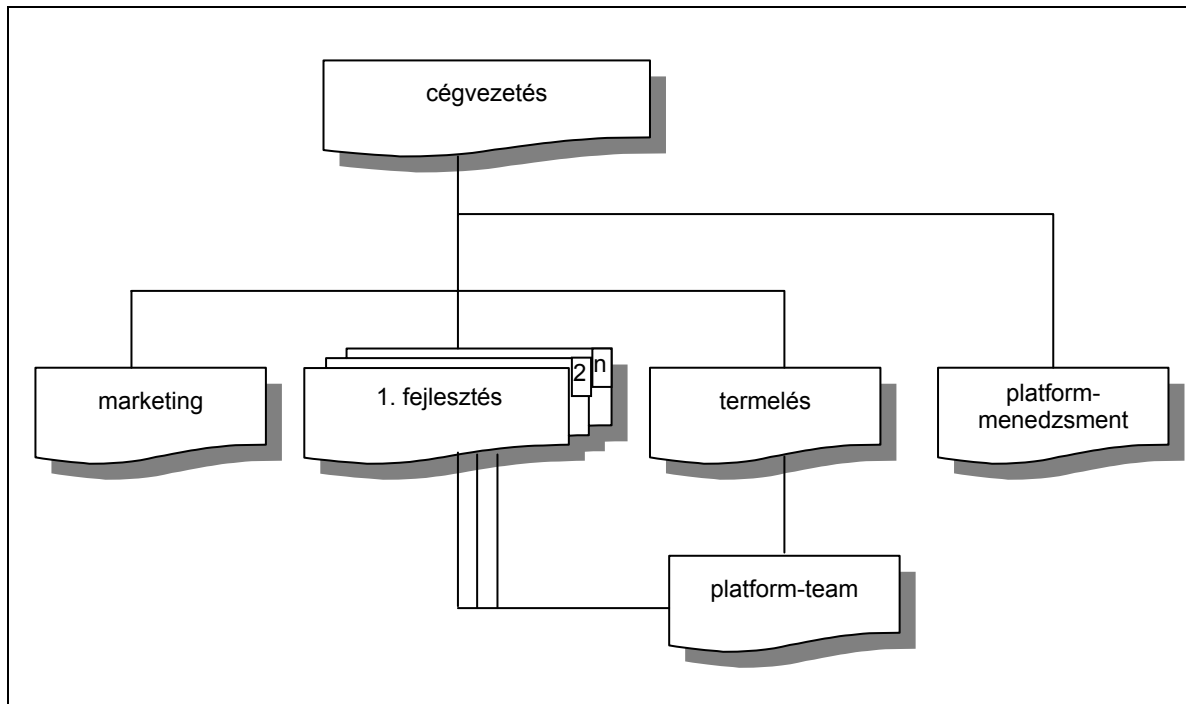 cégvezetés
marketing
1. fejlesztés
2
n
termelés
platform-
menedzsment
platform-team